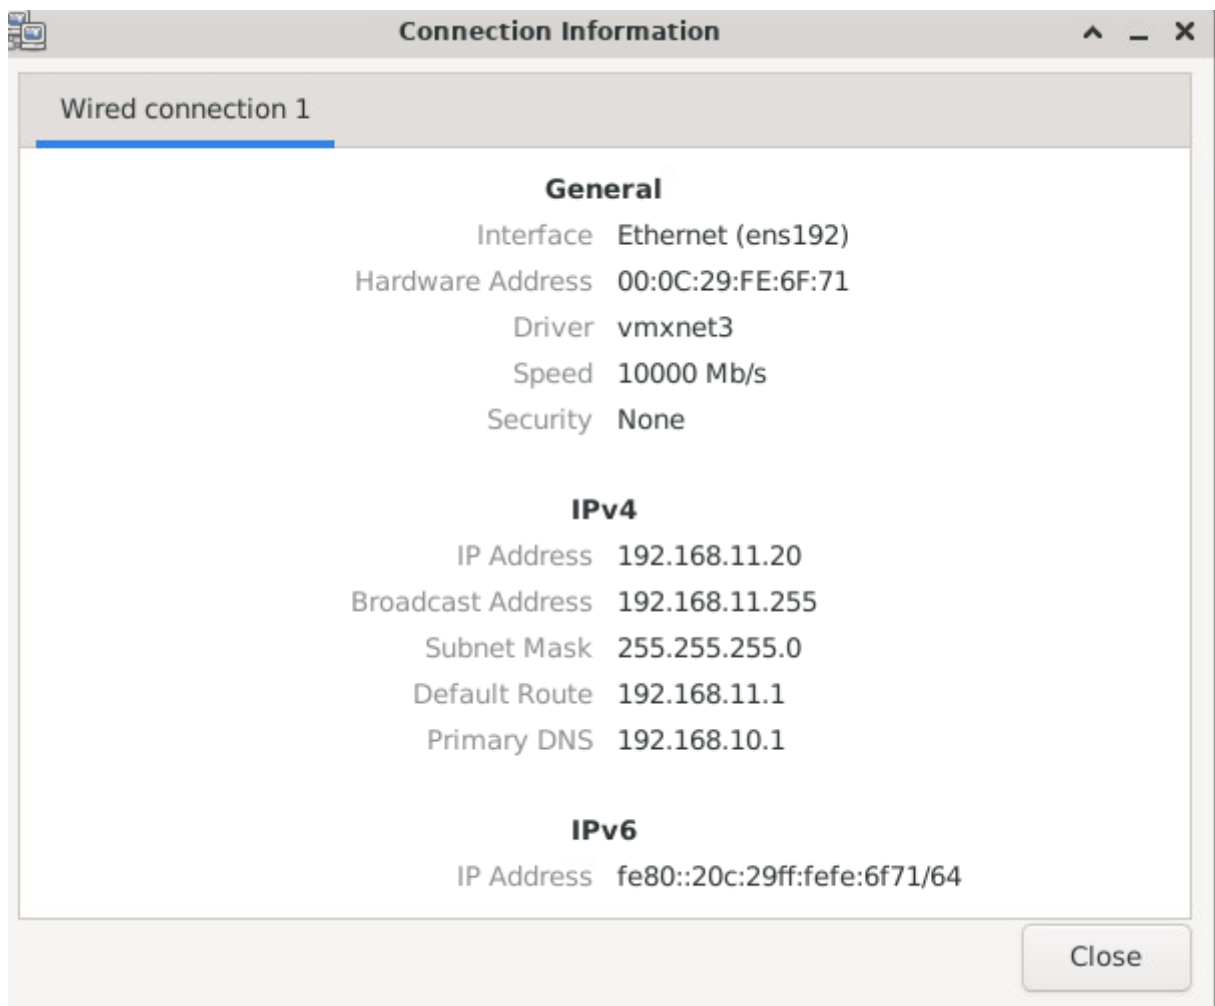 Connection Information
Wired connection 1
General
Interface Ethernet (ens192)
Hardware Address 00:0C:29:FE:6F:71
Driver vmxnet3
Speed 10000 Mb/s
Security None
IPv4
IP Address 192.168.11.20
Broadcast Address 192.168.11.255
Subnet Mask 255.255.255.0
Default Route 192.168.11.1
Primary DNS 192.168.10.1
IPv6
IP Address fe80::20c:29ff:fefe:6f71/64
Close